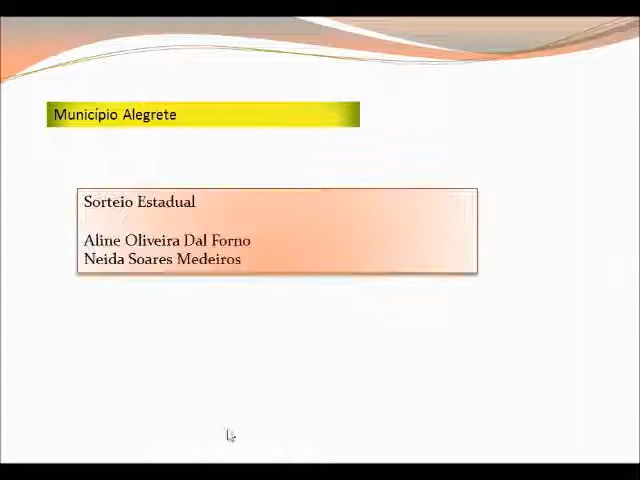 Município Alegrete
Sorteio Estadual
Aline Oliveira Dal Forno
Neida Soares Medeiros